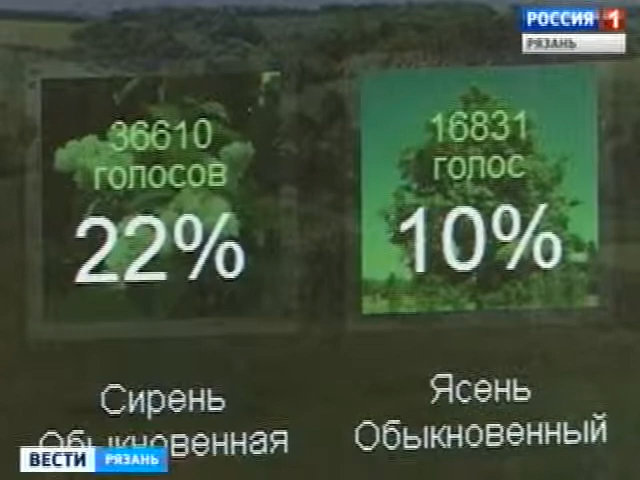 РОССИЯ 1
РЯЗАНЬ
36610
голосов
22%
16831
голос
10%
Сирень
Обыкновенная
Ясень
Обыкновенный
ВЕСТИ РЯЗАНЬ